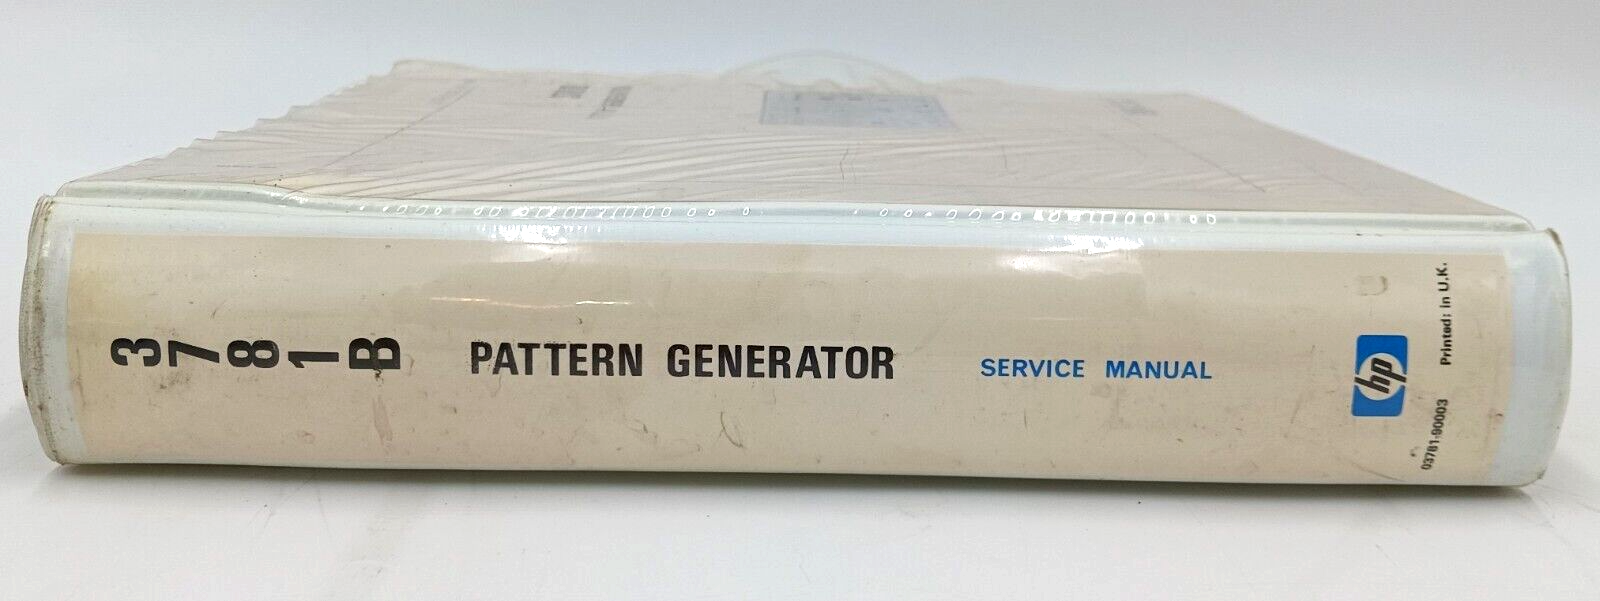 3781B
PATTERN GENERATOR
SERVICE MANUAL
hp
03781-90003
Printed: in U.K.